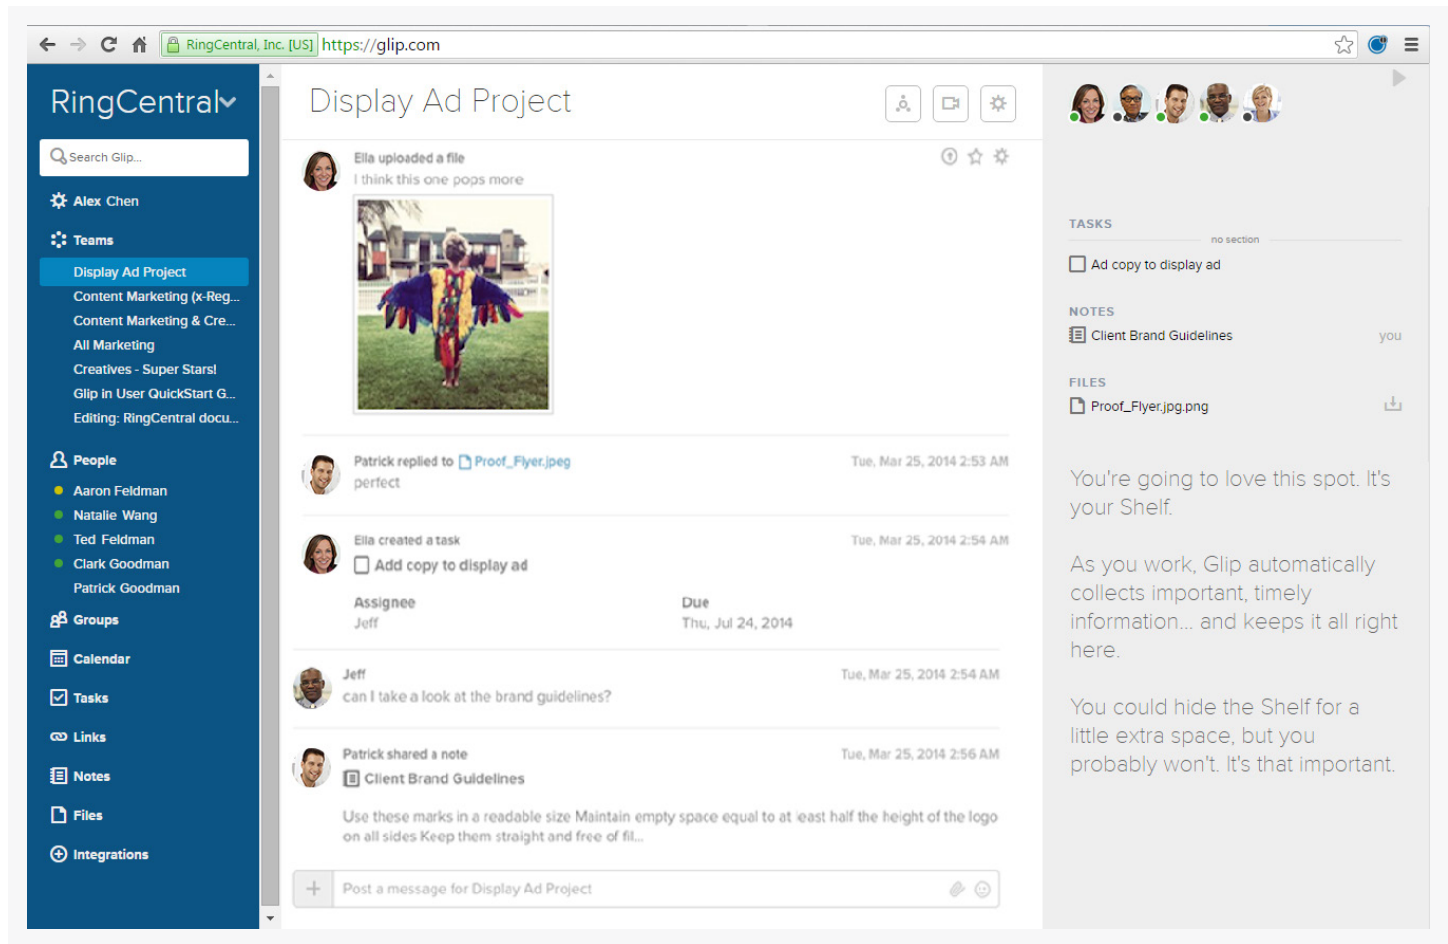 RingCentral, Inc. [US] https://glip.com
RingCentral
Search Glip...
Alex Chen
Teams
Display Ad Project
Content Marketing (x-Reg...
Content Marketing & Cre...
All Marketing
Creatives - Super Stars!
Glip in User QuickStart G...
Editing: RingCentral docu...
People
Aaron Feldman
Natalie Wang
Ted Feldman
Clark Goodman
Patrick Goodman
Groups
Calendar
Tasks
Links
Notes
Files
Integrations
Display Ad Project
Ella uploaded a file
I think this one pops more
Patrick replied to Proof_Flyer.jpeg Tue, Mar 25, 2014 2:53 AM
perfect
Ella created a task Tue, Mar 25, 2014 2:54 AM
Add copy to display ad
Assignee Due
Jeff Thu, Jul 24, 2014
Jeff Tue, Mar 25, 2014 2:54 AM
can I take a look at the brand guidelines?
Patrick shared a note Tue, Mar 25, 2014 2:56 AM
Client Brand Guidelines
Use these marks in a readable size Maintain empty space equal to at least half the height of the logo
on all sides Keep them straight and free of fil...
Post a message for Display Ad Project
TASKS
no section
Ad copy to display ad
NOTES
Client Brand Guidelines you
FILES
Proof_Flyer.jpg.png
You're going to love this spot. It's
your Shelf.
As you work, Glip automatically
collects important, timely
information... and keeps it all right
here.
You could hide the Shelf for a
little extra space, but you
probably won't. It's that important.